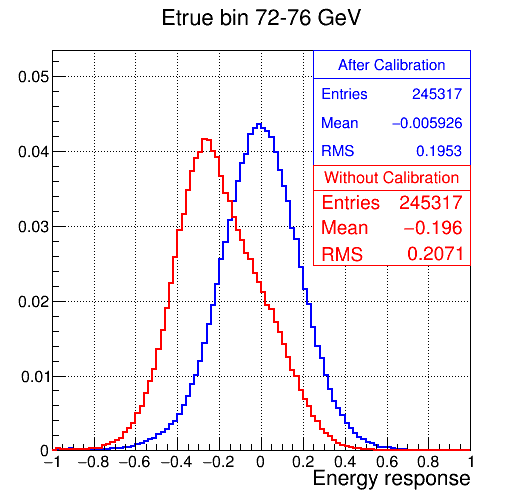 Etrue bin 72-76 GeV
After Calibration
Entries 245317
Mean −0.005926
RMS 0.1953
Without Calibration
Entries 245317
Mean −0.196
RMS 0.2071
0.05
0.04
0.03
0.02
0.01
0
−1 −0.8 −0.6 −0.4 −0.2 0 0.2 0.4 0.6 0.8 1
Energy response